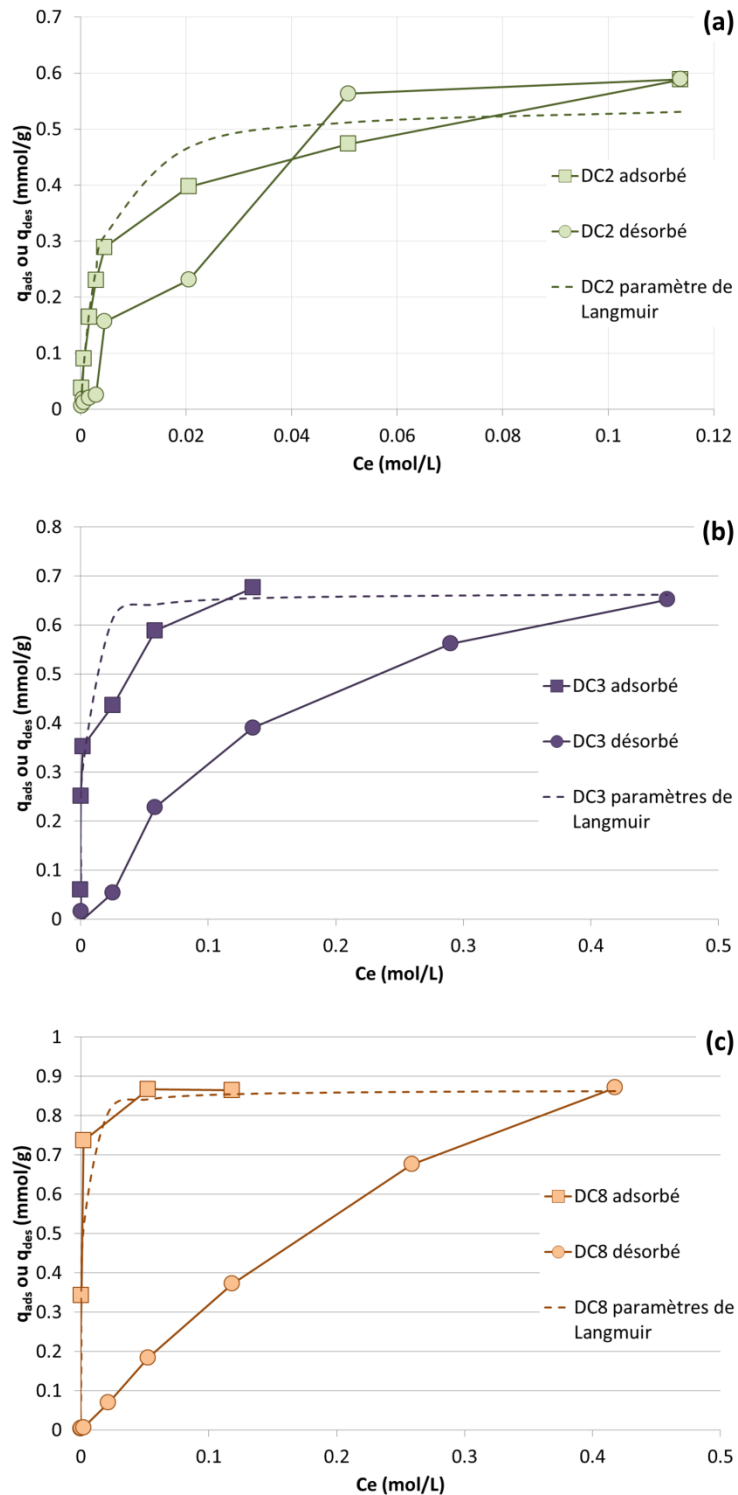 (a)
0.7
0.6
0.5
0.4
0.3
0.2
0.1
0
qads ou qdes (mmol/g)
DC2 adsorbé
DC2 désorbé
DC2 paramètre de
Langmuir
0 0.02 0.04 0.06 0.08 0.1 0.12
Ce (mol/L)
(b)
0.8
0.7
0.6
0.5
0.4
0.3
0.2
0.1
0
qads ou qdes (mmol/g)
DC3 adsorbé
DC3 désorbé
DC3 paramètres de
Langmuir
0 0.1 0.2 0.3 0.4 0.5
Ce (mol/L)
(c)
1
0.9
0.8
0.7
0.6
0.5
0.4
0.3
0.2
0.1
0
qads ou qdes (mmol/g)
DC8 adsorbé
DC8 désorbé
DC8 paramètres de
Langmuir
0 0.1 0.2 0.3 0.4 0.5
Ce (mol/L)